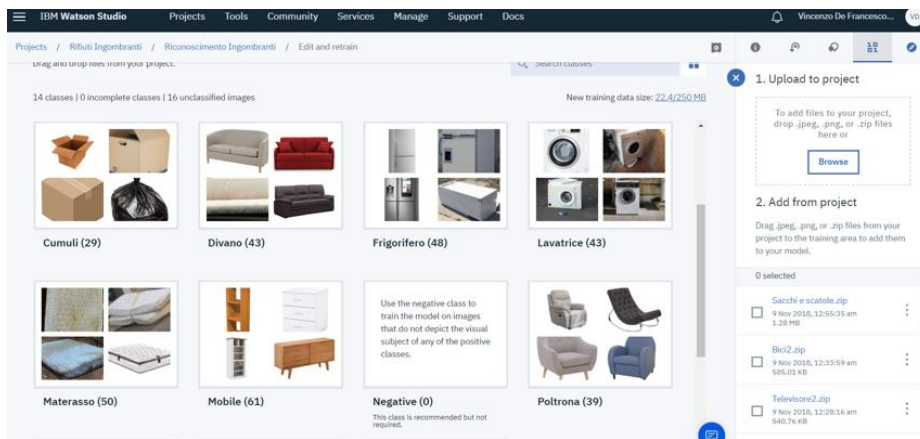 IBM Watson Studio
Projects
Tools
Community
Services
Manage
Support
Docs
Vincenzo De Francesco...
VD
Projects / Rifiuti Ingombranti / Riconoscimento Ingombranti / Edit and retrain
Drag and drop files from your project.
Search classes
14 classes | 0 incomplete classes | 16 unclassified images
New training data size: 22.4/250 MB
Cumuli (29)
Divano (43)
Frigorifero (48)
Lavatrice (43)
Use the negative class to
train the model on images
that do not depict the visual
subject of any of the positive
classes.
Materasso (50)
Mobile (61)
Negative (0)
This class is recommended but not
required.
Poltrona (39)
1. Upload to project
To add files to your project,
drop .jpeg, .png, or .zip files
here or
Browse
2. Add from project
Drag .jpeg, .png, or .zip files from your
project to the training area to add them
to your model.
0 selected
Sacchi e scatole.zip
9 Nov 2018, 12:55:35 am
1.28 MB
Bici2.zip
9 Nov 2018, 12:33:59 am
505.01 KB
Televisore2.zip
9 Nov 2018, 12:28:16 am
540.76 KB